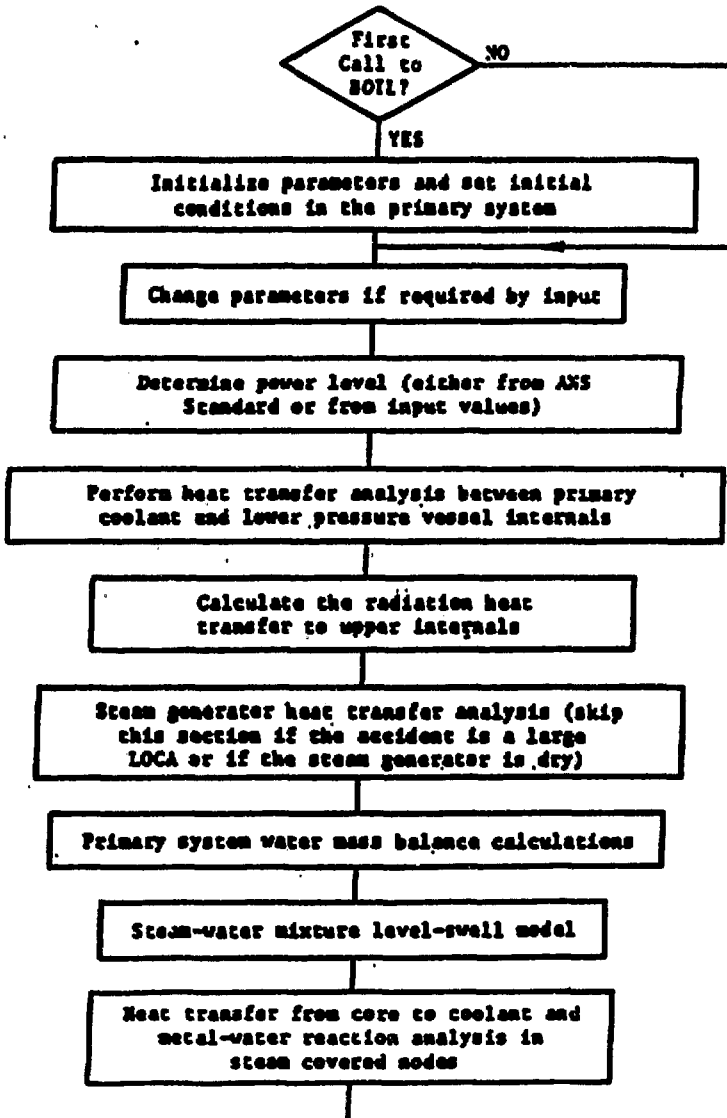 First
Call to
BOIL?
NO
YES
Initialize parameters and set initial
conditions in the primary system
Change parameters if required by input
Determine power level (either from ANS
Standard or from input values)
Perform heat transfer analysis between primary
coolant and lower pressure vessel internals
Calculate the radiation heat
transfer to upper internals
Steam generator heat transfer analysis (skip
this section if the accident is a large
LOCA or if the steam generator is dry)
Primary system water mass balance calculations
Steam-water mixture level-swell model
Heat transfer from core to coolant and
metal-water reaction analysis in
steam covered nodes